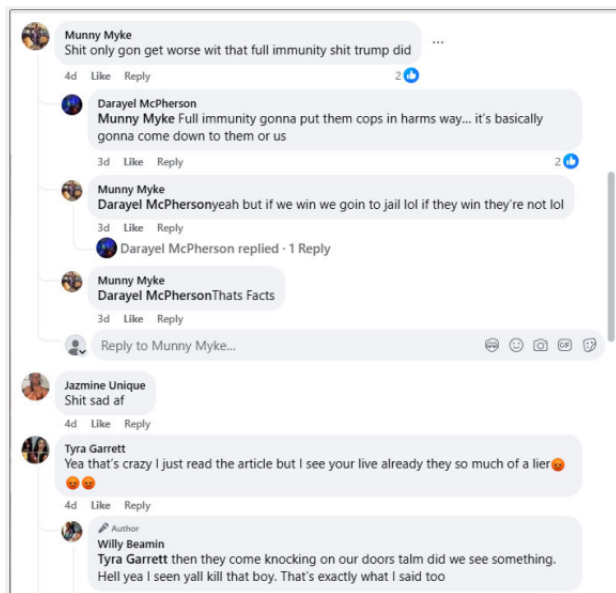 Munny Myke
Shit only gon get worse wit that full immunity shit trump did
4d Like Reply 2
Darayel McPherson
Munny Myke Full immunity gonna put them cops in harms way... it's basically
gonna come down to them or us
3d Like Reply 2
Munny Myke
Darayel McPhersonyeah but if we win we goin to jail lol if they win they're not lol
3d Like Reply
Darayel McPherson replied · 1 Reply
Munny Myke
Darayel McPhersonThats Facts
3d Like Reply
Reply to Munny Myke...
GIF
Jazmine Unique
Shit sad af
4d Like Reply
Tyra Garrett
Yea that's crazy I just read the article but I see your live already they so much of a lier😡
😡😡
4d Like Reply
Author
Willy Beamin
Tyra Garrett then they come knocking on our doors talm did we see something.
Hell yea I seen yall kill that boy. That's exactly what I said too